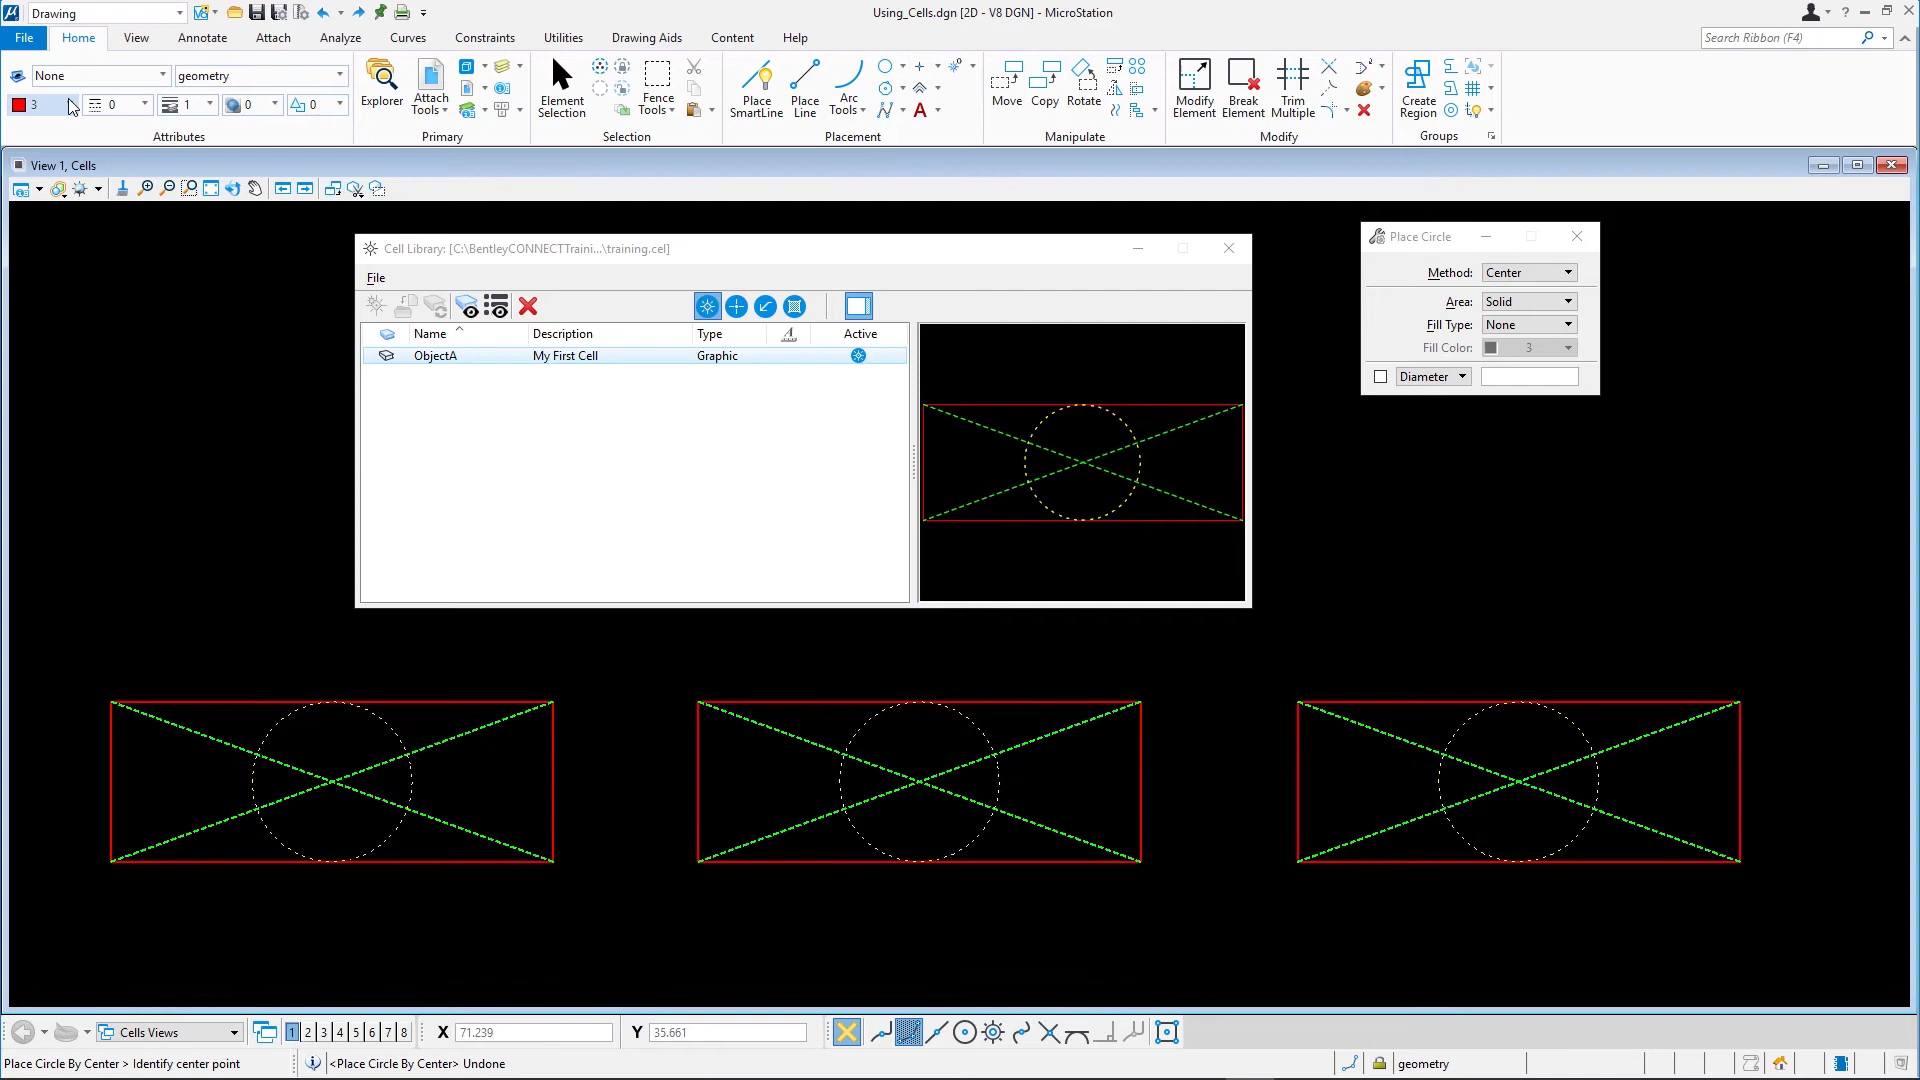 Drawing
Using_Cells.dgn [2D - V8 DGN] - MicroStation
File Home View Annotate Attach Analyze Curves Constraints Utilities Drawing Aids Content Help
Search Ribbon (F4)
None geometry
3 0 1 0 0
Attributes
Explorer
Attach Tools
Primary
Element Selection
Fence Tools
Selection
Place SmartLine
Place Line
Arc Tools
Placement
Move Copy Rotate
Manipulate
Modify Element
Break Element
Trim Multiple
Modify
Create Region
Groups
View 1, Cells
Cell Library: [C:\BentleyCONNECTTraini...\training.cel]
File
Name Description Type Active
ObjectA My First Cell Graphic
Place Circle
Method: Center
Area: Solid
Fill Type: None
Fill Color: 3
Diameter
Cells Views
1 2 3 4 5 6 7 8
X 71.239
Y 35.661
Place Circle By Center > Identify center point
<Place Circle By Center> Undone
geometry